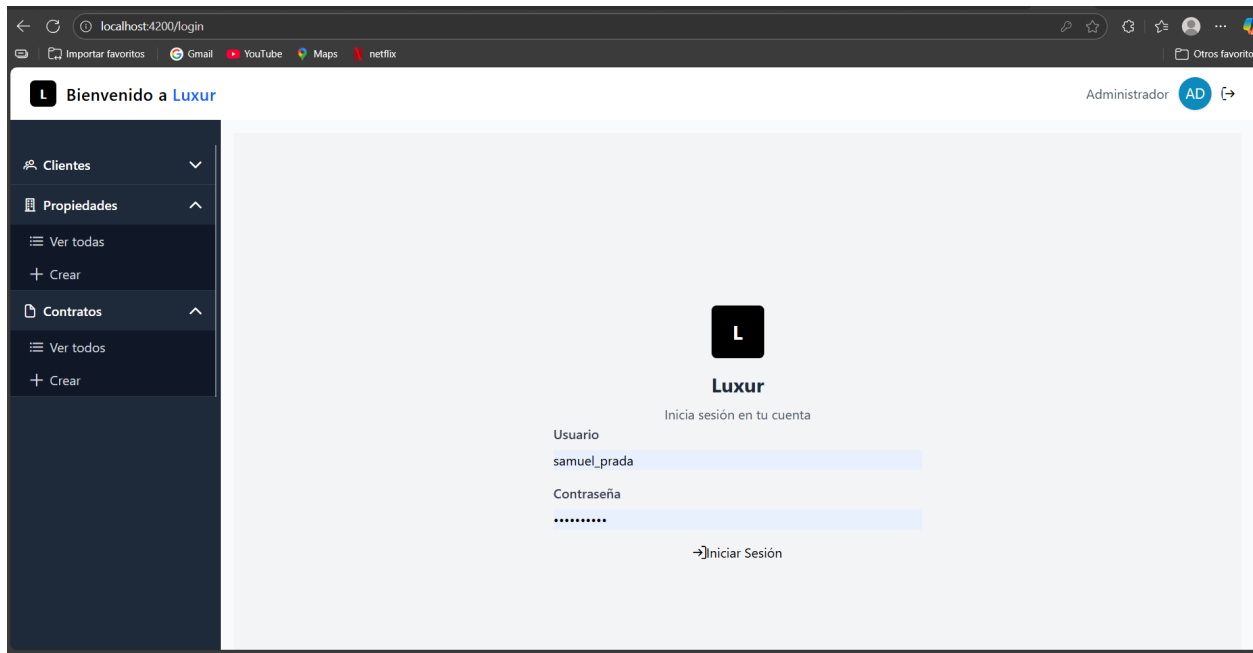 localhost:4200/login
Importar favoritos Gmail YouTube Maps netflix Otros favorito
L Bienvenido a Luxur Administrador AD
Clientes
Propiedades
Ver todas
Crear
Contratos
Ver todos
Crear
L
Luxur
Inicia sesión en tu cuenta
Usuario
samuel_prada
Contraseña
••••••••••
Iniciar Sesión